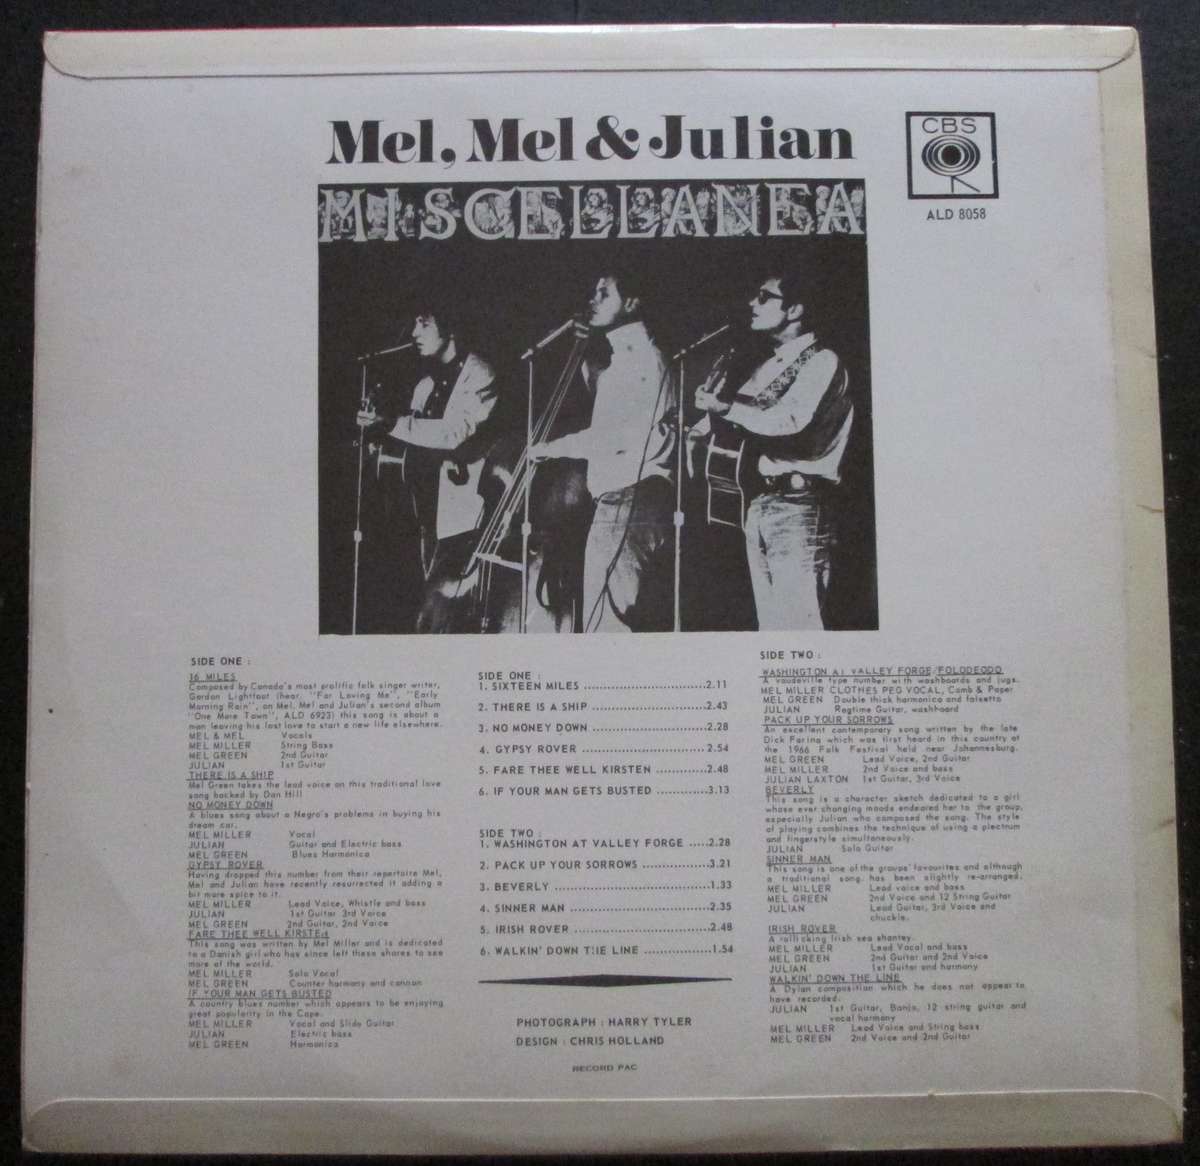 Mel, Mel & Julian
MISCELLANEA
CBS
ALD 8058
SIDE ONE :
16 MILES
Composed by Canada's most prolific folk singer writer,
Gordon Lightfoot (hear, "For Loving Me", "Early
Morning Rain", on Mel, Mel and Julian's second album
"One More Town", ALD 6923) this song is about a
man leaving his lost love to start a new life elsewhere.
MEL & MEL Vocals
MEL MILLER String Bass
MEL GREEN 2nd Guitar
JULIAN 1st Guitar
THERE IS A SHIP
Mel Green takes the lead voice on this traditional love
song backed by Dan Hill
NO MONEY DOWN
A blues song about a Negro's problems in buying his
dream car.
MEL MILLER Vocal
JULIAN Guitar and Electric bass
MEL GREEN Blues Harmonica
GYPSY ROVER
Having dropped this number from their repertoire Mel,
Mel and Julian have recently resurrected it adding a
bit more spice to it.
MEL MILLER Lead Voice, Whistle and bass
JULIAN 1st Guitar 3rd Voice
MEL GREEN 2nd Guitar, 2nd Voice
FARE THEE WELL KIRSTEN
This song was written by Mel Miller and is dedicated
to a Danish girl who has since left these shores to see
more of the world.
MEL MILLER Solo Vocal
MEL GREEN Counter harmony and cannon
IF YOUR MAN GETS BUSTED
A country blues number which appears to be enjoying
great popularity in the Cape.
MEL MILLER Vocal and Slide Guitar
JULIAN Electric bass
MEL GREEN Harmonica
SIDE ONE :
1. SIXTEEN MILES ..............................2.11
2. THERE IS A SHIP ............................2.43
3. NO MONEY DOWN ............................2.28
4. GYPSY ROVER ................................2.54
5. FARE THEE WELL KIRSTEN ............2.48
6. IF YOUR MAN GETS BUSTED ............3.13
SIDE TWO :
1. WASHINGTON AT VALLEY FORGE .....2.28
2. PACK UP YOUR SORROWS ................3.21
3. BEVERLY ......................................1.33
4. SINNER MAN ..................................2.35
5. IRISH ROVER ..................................2.48
6. WALKIN' DOWN THE LINE .................1.54
PHOTOGRAPH : HARRY TYLER
DESIGN : CHRIS HOLLAND
RECORD PAC
SIDE TWO :
WASHINGTON AT VALLEY FORGE/FOLODEODO
A vaudeville type number with washboards and jugs.
MEL MILLER CLOTHES PEG VOCAL, Comb & Paper
MEL GREEN Double thick harmonica and falsetto
JULIAN Ragtime Guitar, washboard
PACK UP YOUR SORROWS
An excellent contemporary song written by the late
Dick Farina which was first heard in this country at
the 1966 Folk Festival held near Johannesburg.
MEL GREEN Lead Voice, 2nd Guitar
MEL MILLER 2nd Voice and bass
JULIAN LAXTON 1st Guitar, 3rd Voice
BEVERLY
This song is a character sketch dedicated to a girl
whose ever changing moods endeared her to the group,
especially Julian who composed the song. The style
of playing combines the technique of using a plectrum
and fingerstyle simultaneously.
JULIAN Solo Guitar
SINNER MAN
This song is one of the groups' favourites and although
a traditional song, has been slightly re-arranged.
MEL MILLER Lead voice and bass
MEL GREEN 2nd Voice and 12 String Guitar
JULIAN Lead Guitar, 3rd Voice and
chuckle.
IRISH ROVER
A rollicking Irish sea shantey.
MEL MILLER Lead Vocal and bass
MEL GREEN 2nd Guitar and 2nd Voice
JULIAN 1st Guitar and harmony
WALKIN' DOWN THE LINE
A Dylan composition which he does not appear to
have recorded.
JULIAN 1st Guitar, Banjo, 12 string guitar and
vocal harmony
MEL MILLER Lead Voice and String bass
MEL GREEN 2nd Voice and 2nd Guitar